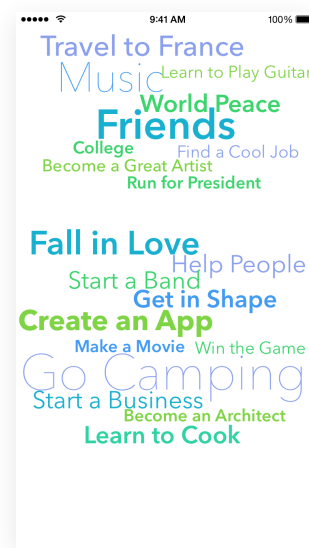 9:41 AM 100%
Travel to France
Music
Learn to Play Guitar
World Peace
Friends
College
Find a Cool Job
Become a Great Artist
Run for President
Fall in Love
Help People
Start a Band
Get in Shape
Create an App
Make a Movie
Win the Game
Go Camping
Start a Business
Become an Architect
Learn to Cook